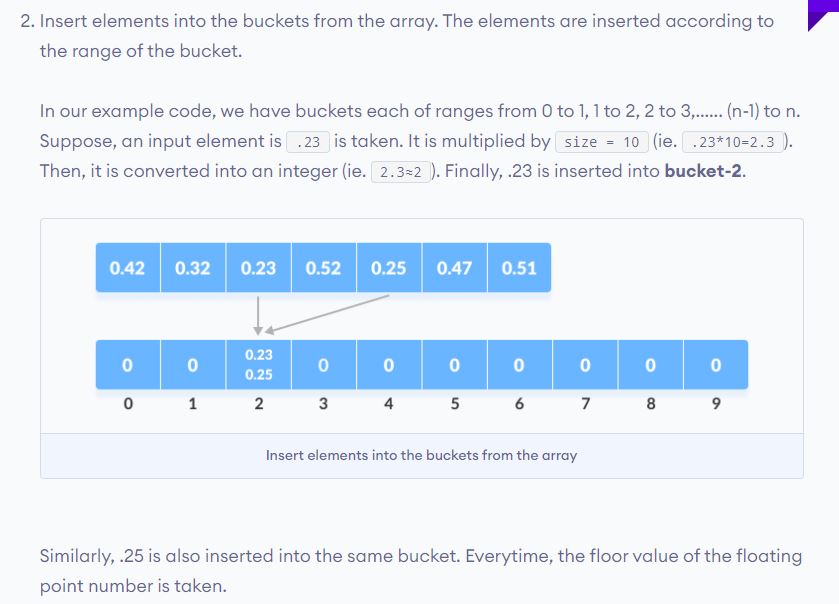 2. Insert elements into the buckets from the array. The elements are inserted according to
the range of the bucket.
In our example code, we have buckets each of ranges from 0 to 1, 1 to 2, 2 to 3,...... (n-1) to n.
Suppose, an input element is .23 is taken. It is multiplied by size = 10 (ie. .23*10=2.3 ).
Then, it is converted into an integer (ie. 2.3≈2 ). Finally, .23 is inserted into bucket-2.
0.42 0.32 0.23 0.52 0.25 0.47 0.51
0 0 0.23 0 0 0 0 0 0 0
0.25
0 1 2 3 4 5 6 7 8 9
Insert elements into the buckets from the array
Similarly, .25 is also inserted into the same bucket. Everytime, the floor value of the floating
point number is taken.